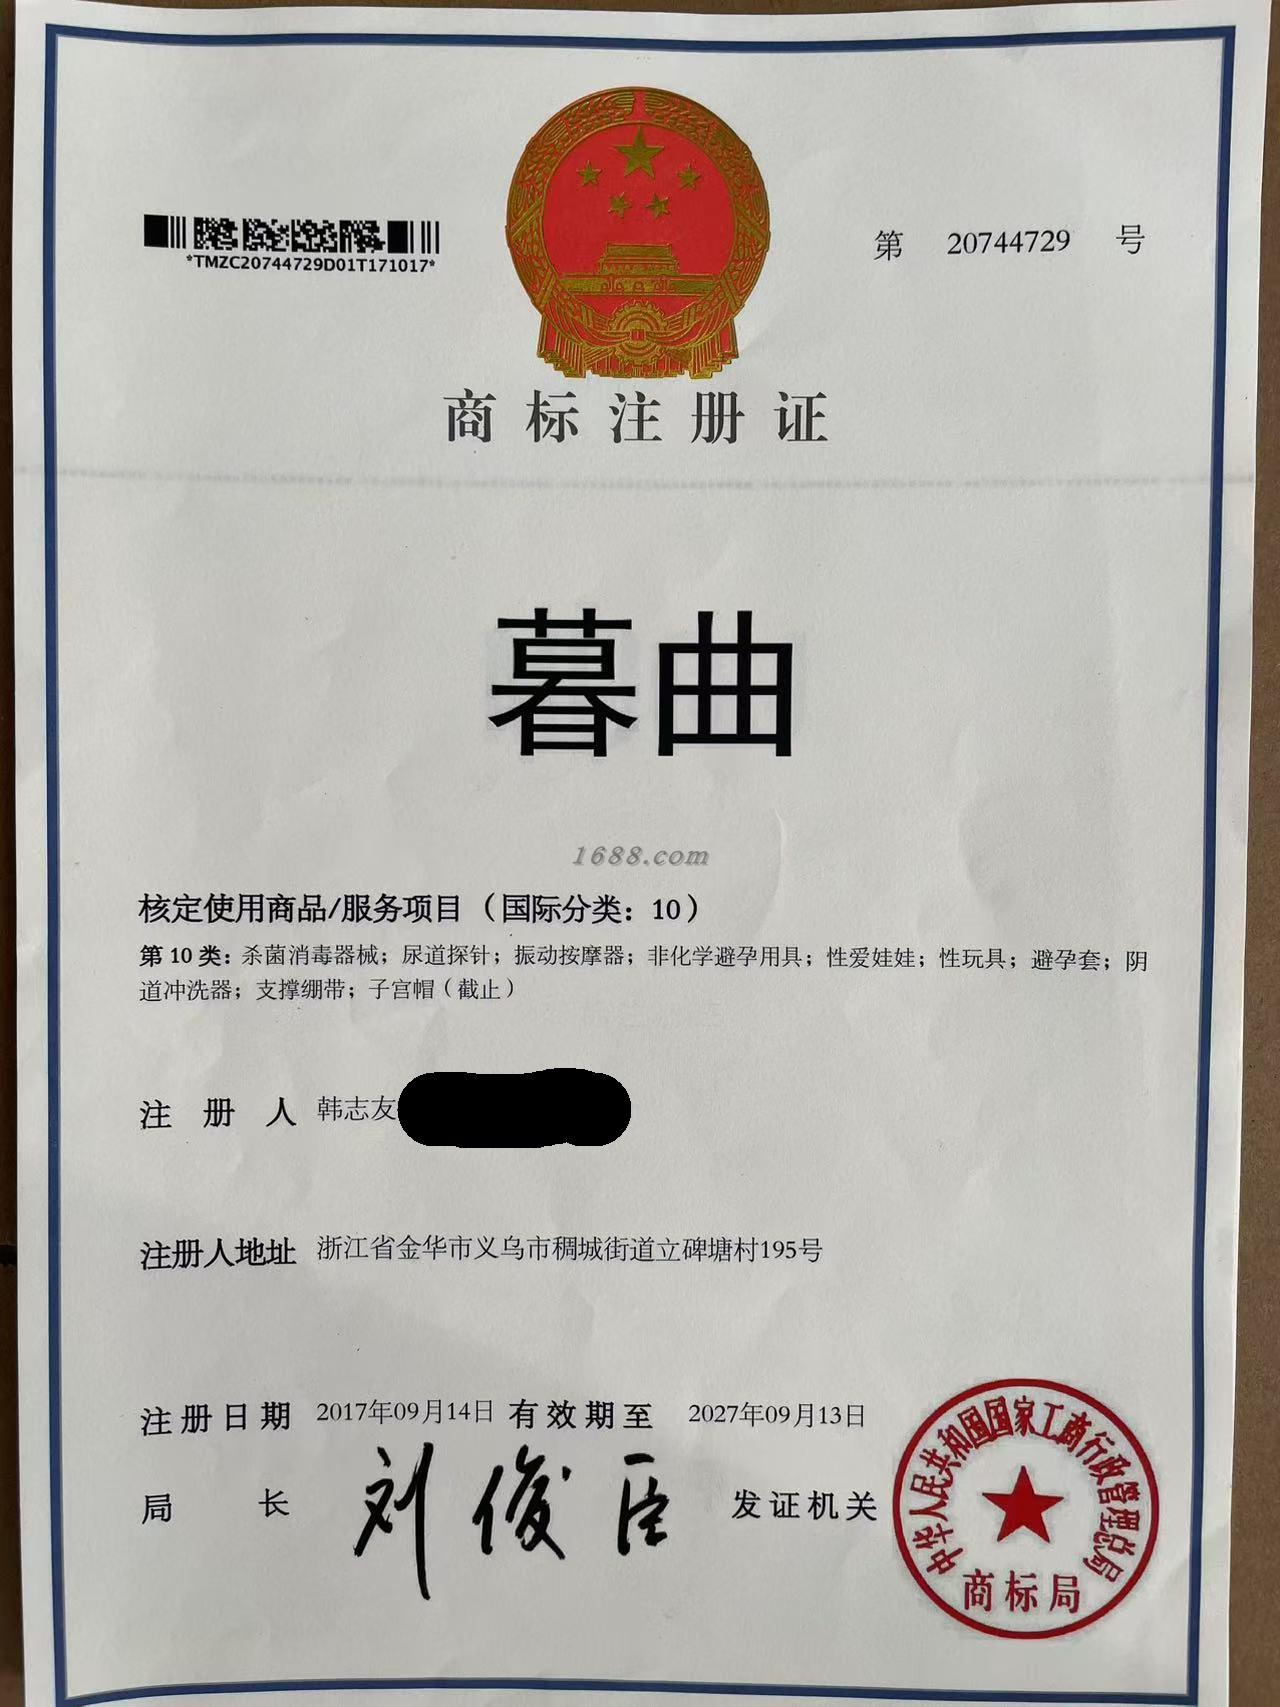 *TMZC20744729D01T171017*
第 20744729 号
商标注册证
暮曲
1688.com
核定使用商品/服务项目（国际分类：10）
第 10 类：杀菌消毒器械；尿道探针；振动按摩器；非化学避孕用具；性爱娃娃；性玩具；避孕套；阴
道冲洗器；支撑绷带；子宫帽（截止）
注 册 人 韩志友
注册人地址 浙江省金华市义乌市稠城街道立碑塘村195号
注册日期 2017年09月14日 有效期至 2027年09月13日
局 长 刘俊臣 发证机关
中华人民共和国国家工商行政管理总局
商标局